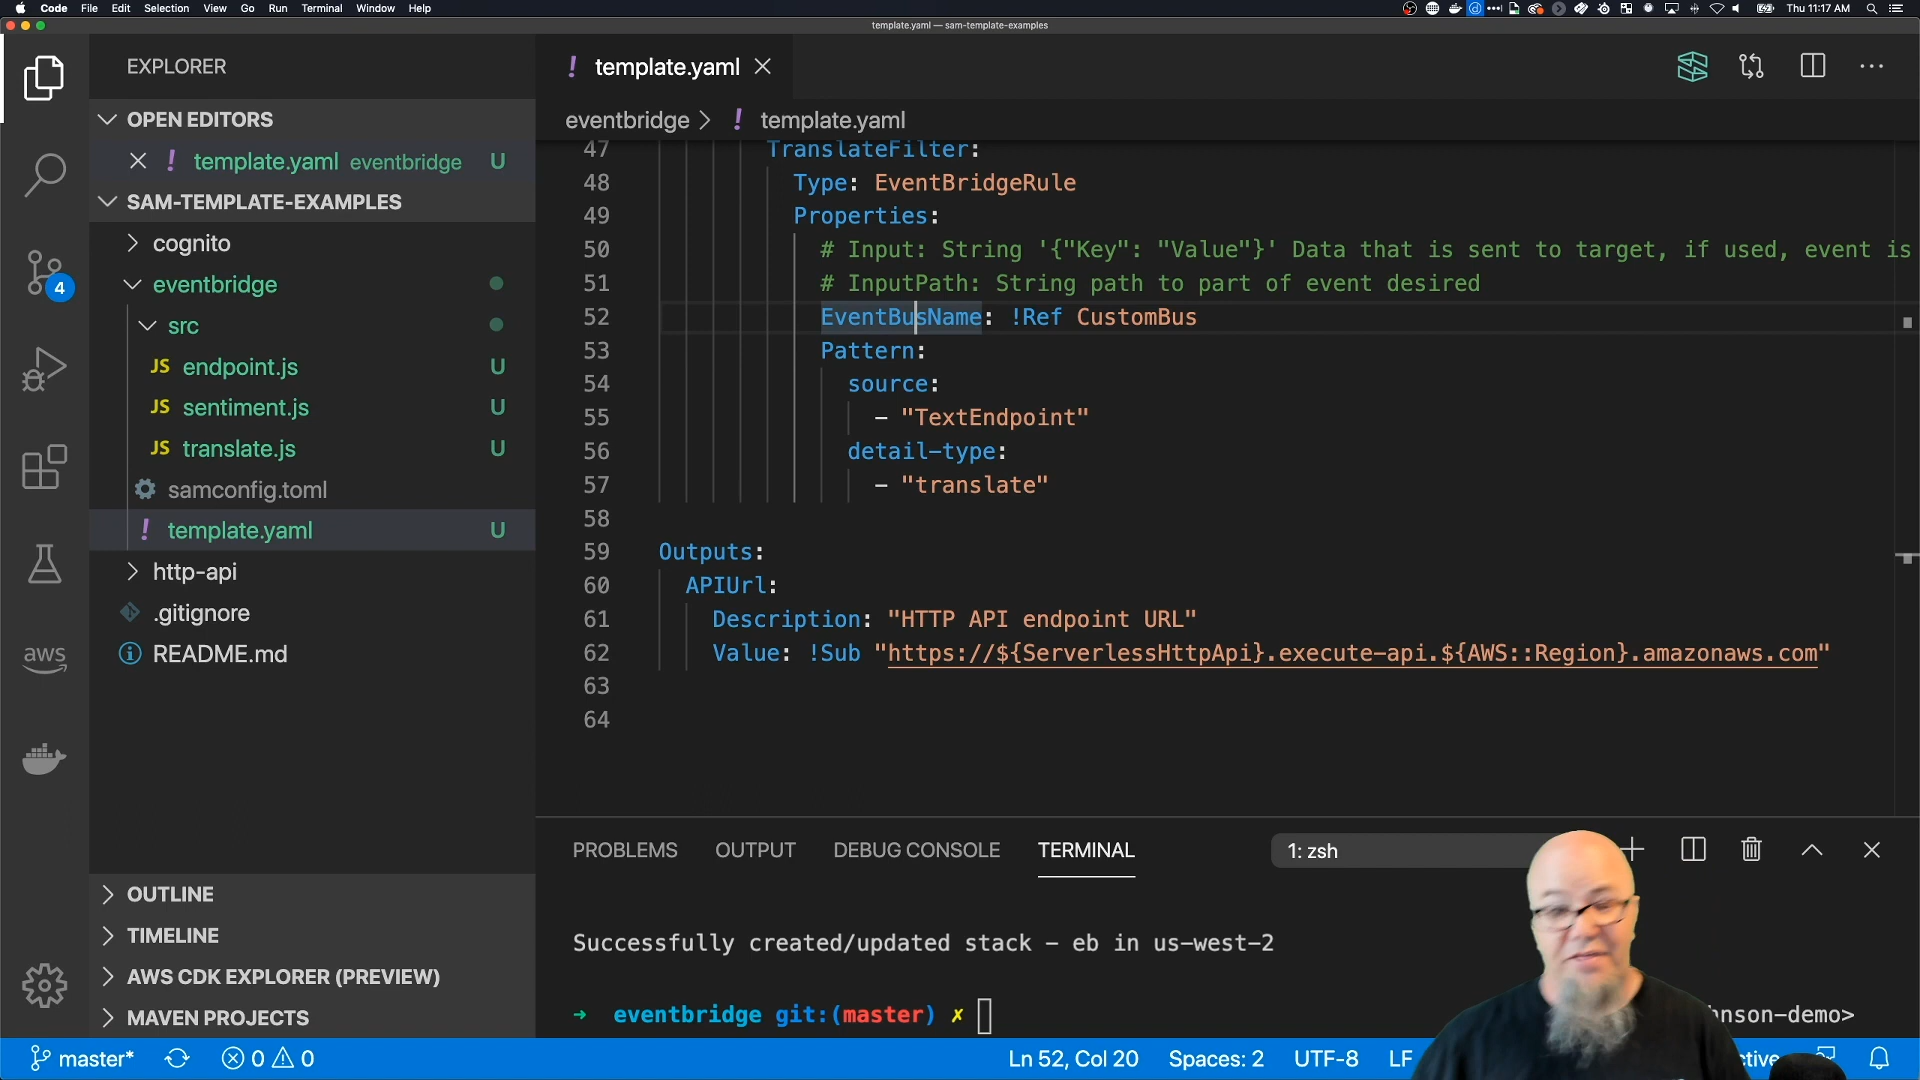 Code File Edit Selection View Go Run Terminal Window Help
Thu 11:17 AM
template.yaml — sam-template-examples
EXPLORER
OPEN EDITORS
template.yaml eventbridge U
SAM-TEMPLATE-EXAMPLES
cognito
eventbridge
src
JS endpoint.js U
JS sentiment.js U
JS translate.js U
samconfig.toml
! template.yaml U
http-api
.gitignore
README.md
OUTLINE
TIMELINE
AWS CDK EXPLORER (PREVIEW)
MAVEN PROJECTS
4
aws
! template.yaml
eventbridge > ! template.yaml
47 TranslateFilter:
48 Type: EventBridgeRule
49 Properties:
50 # Input: String '{"Key": "Value"}' Data that is sent to target, if used, event is
51 # InputPath: String path to part of event desired
52 EventBusName: !Ref CustomBus
53 Pattern:
54 source:
55 - "TextEndpoint"
56 detail-type:
57 - "translate"
58
59 Outputs:
60 APIUrl:
61 Description: "HTTP API endpoint URL"
62 Value: !Sub "https://${ServerlessHttpApi}.execute-api.${AWS::Region}.amazonaws.com"
63
64
PROBLEMS OUTPUT DEBUG CONSOLE TERMINAL
1: zsh
Successfully created/updated stack - eb in us-west-2
→ eventbridge git:(master) ✗
nson-demo>
master* 0 0
Ln 52, Col 20 Spaces: 2 UTF-8 LF